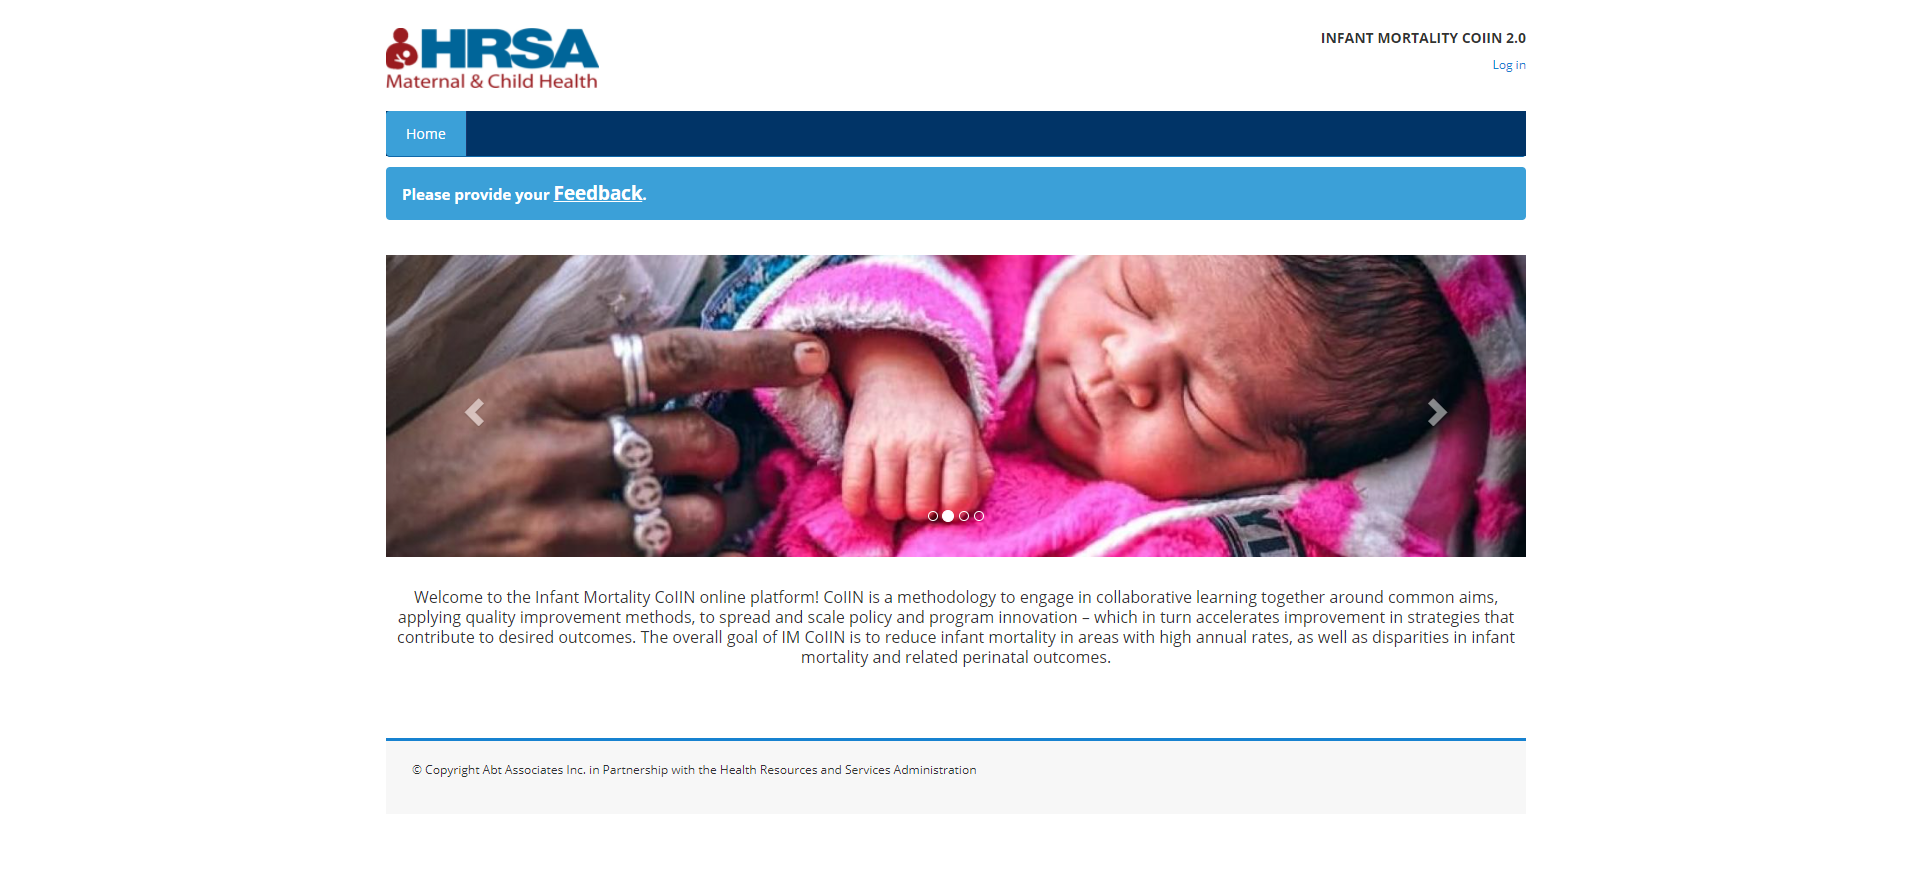 HRSA
Maternal & Child Health
INFANT MORTALITY COIIN 2.0
Log in
Home
Please provide your Feedback.
Welcome to the Infant Mortality CoIIN online platform! CoIIN is a methodology to engage in collaborative learning together around common aims,
applying quality improvement methods, to spread and scale policy and program innovation – which in turn accelerates improvement in strategies that
contribute to desired outcomes. The overall goal of IM CoIIN is to reduce infant mortality in areas with high annual rates, as well as disparities in infant
mortality and related perinatal outcomes.
© Copyright Abt Associates Inc. in Partnership with the Health Resources and Services Administration